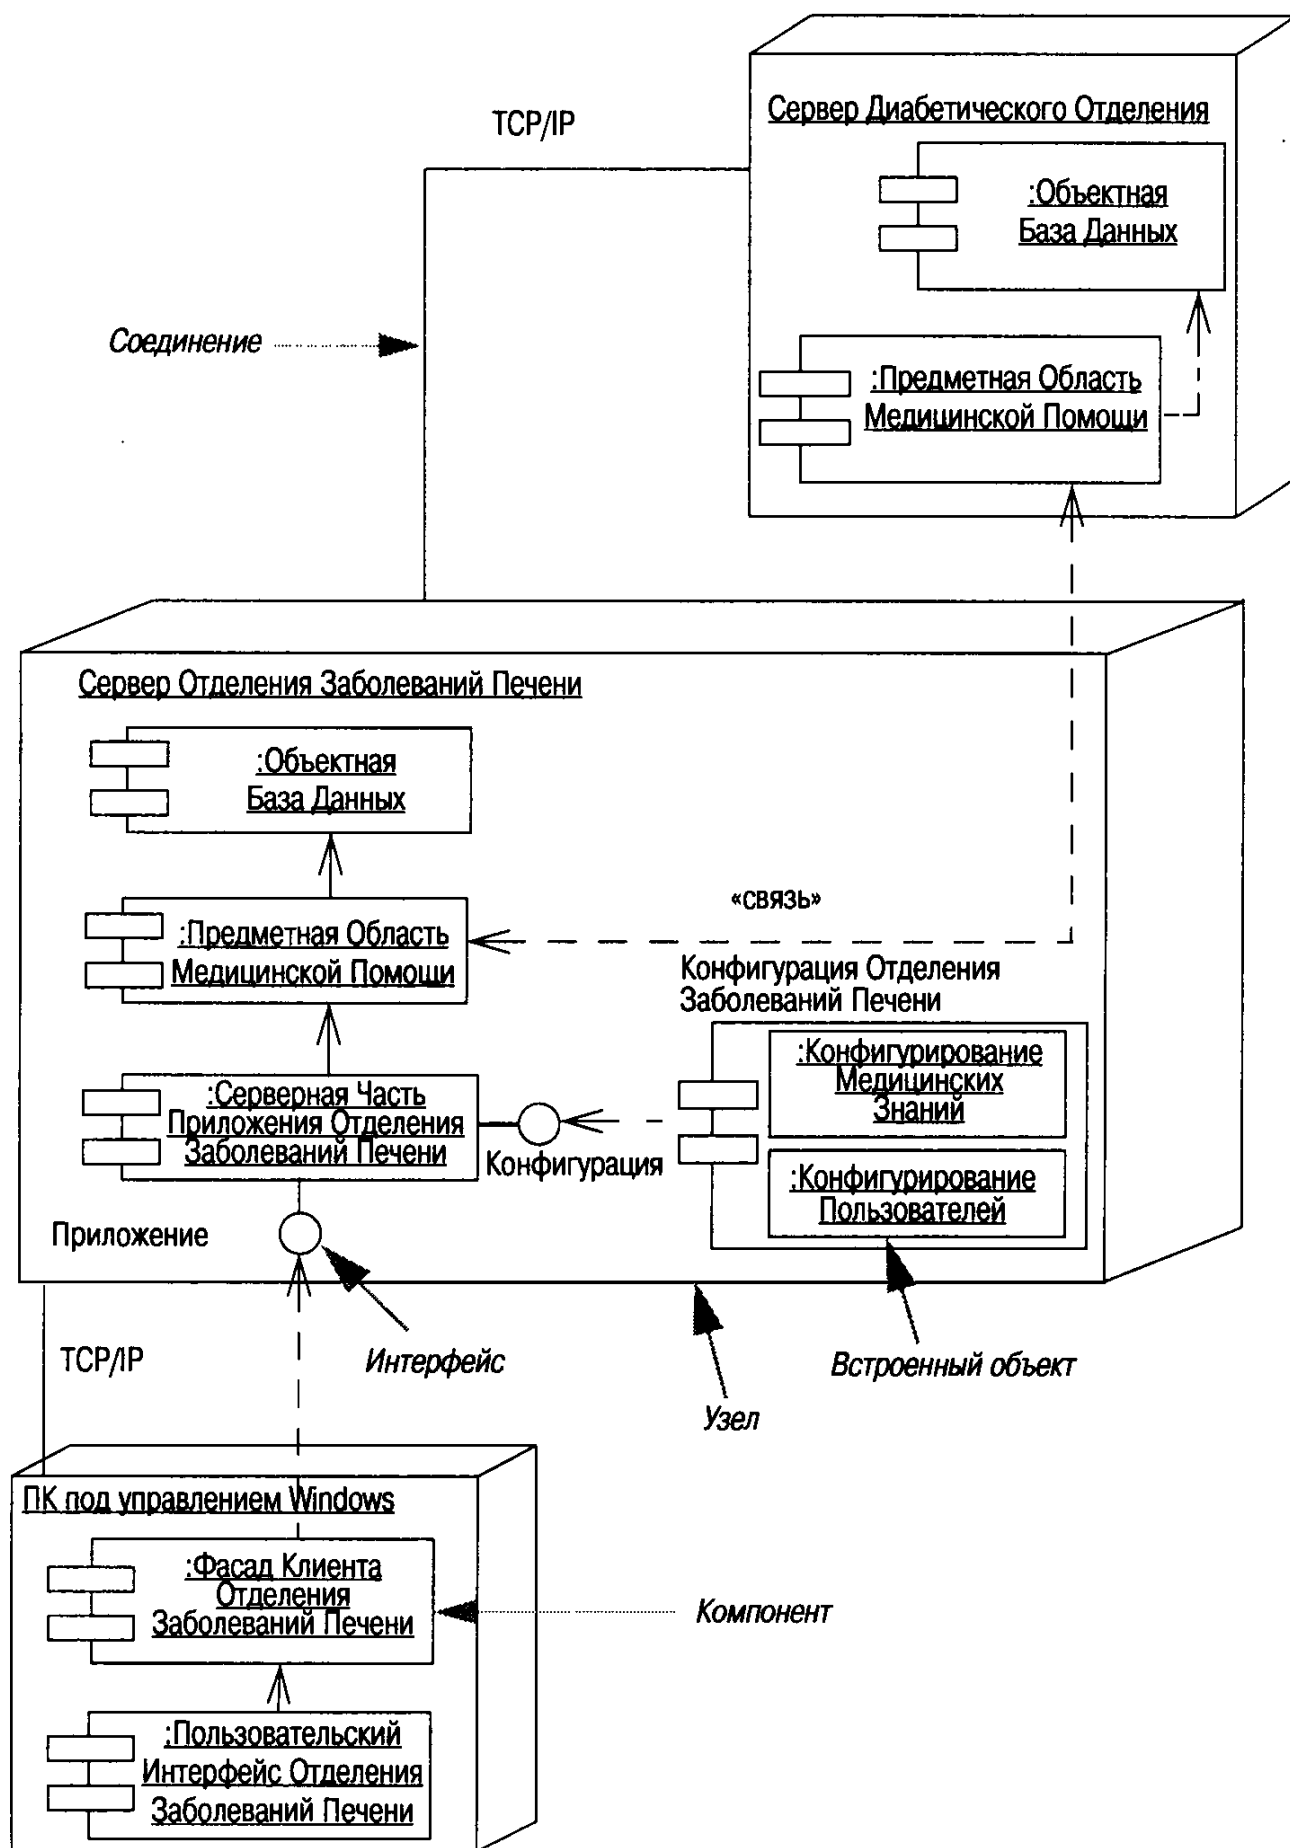 TCP/IP
Сервер Диабетического Отделения
:Объектная
База Данных
Соединение
:Предметная Область
Медицинской Помощи
Сервер Отделения Заболеваний Печени
:Объектная
База Данных
«связь»
:Предметная Область
Медицинской Помощи
Конфигурация Отделения
Заболеваний Печени
:Конфигурирование
Медицинских
Знаний
:Серверная Часть
Приложения Отделения
Заболеваний Печени
Конфигурация
:Конфигурирование
Пользователей
Приложение
TCP/IP
Интерфейс
Встроенный объект
Узел
ПК под управлением Windows
:Фасад Клиента
Отделения
Заболеваний Печени
Компонент
:Пользовательский
Интерфейс Отделения
Заболеваний Печени